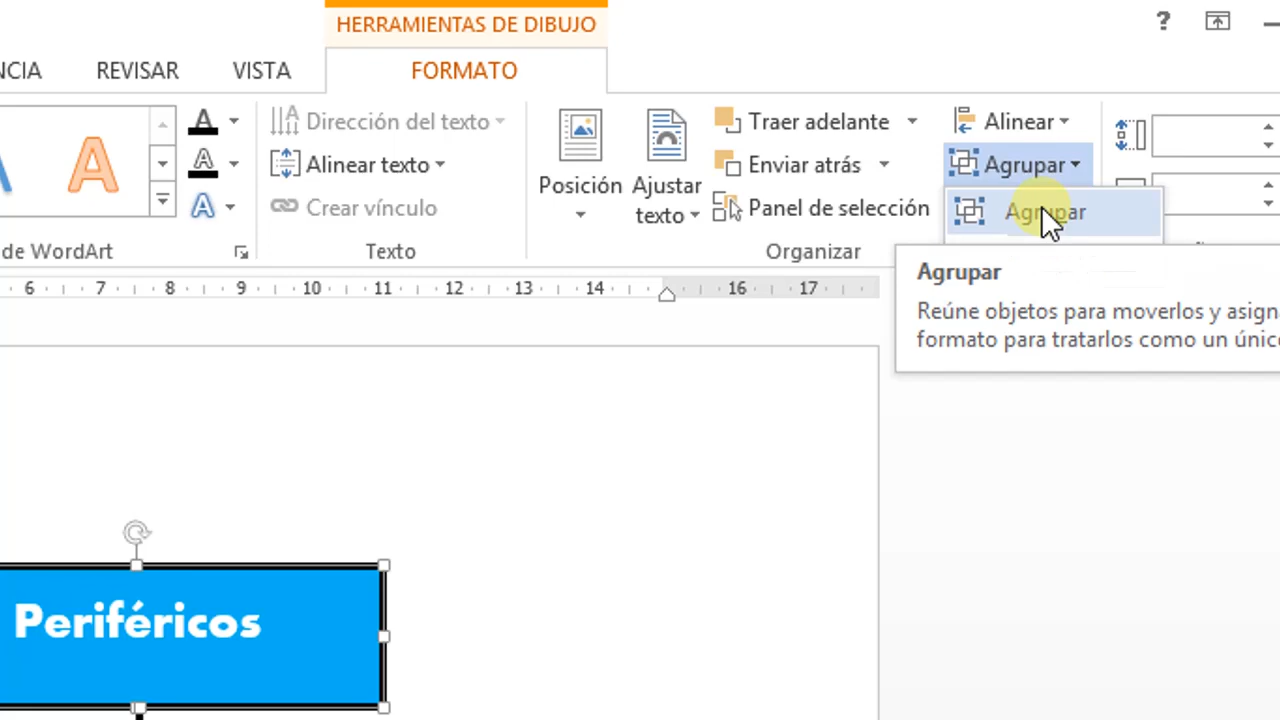 HERRAMIENTAS DE DIBUJO
?
NCIA REVISAR VISTA FORMATO
A Dirección del texto
Traer adelante Alinear
A Alinear texto
Enviar atrás Agrupar
A Crear vínculo
Posición Ajustar texto
Panel de selección Agrupar
de WordArt Texto Organizar
Agrupar
Reúne objetos para moverlos y asign
formato para tratarlos como un únic
6 7 8 9 10 11 12 13 14 16 17
Periféricos